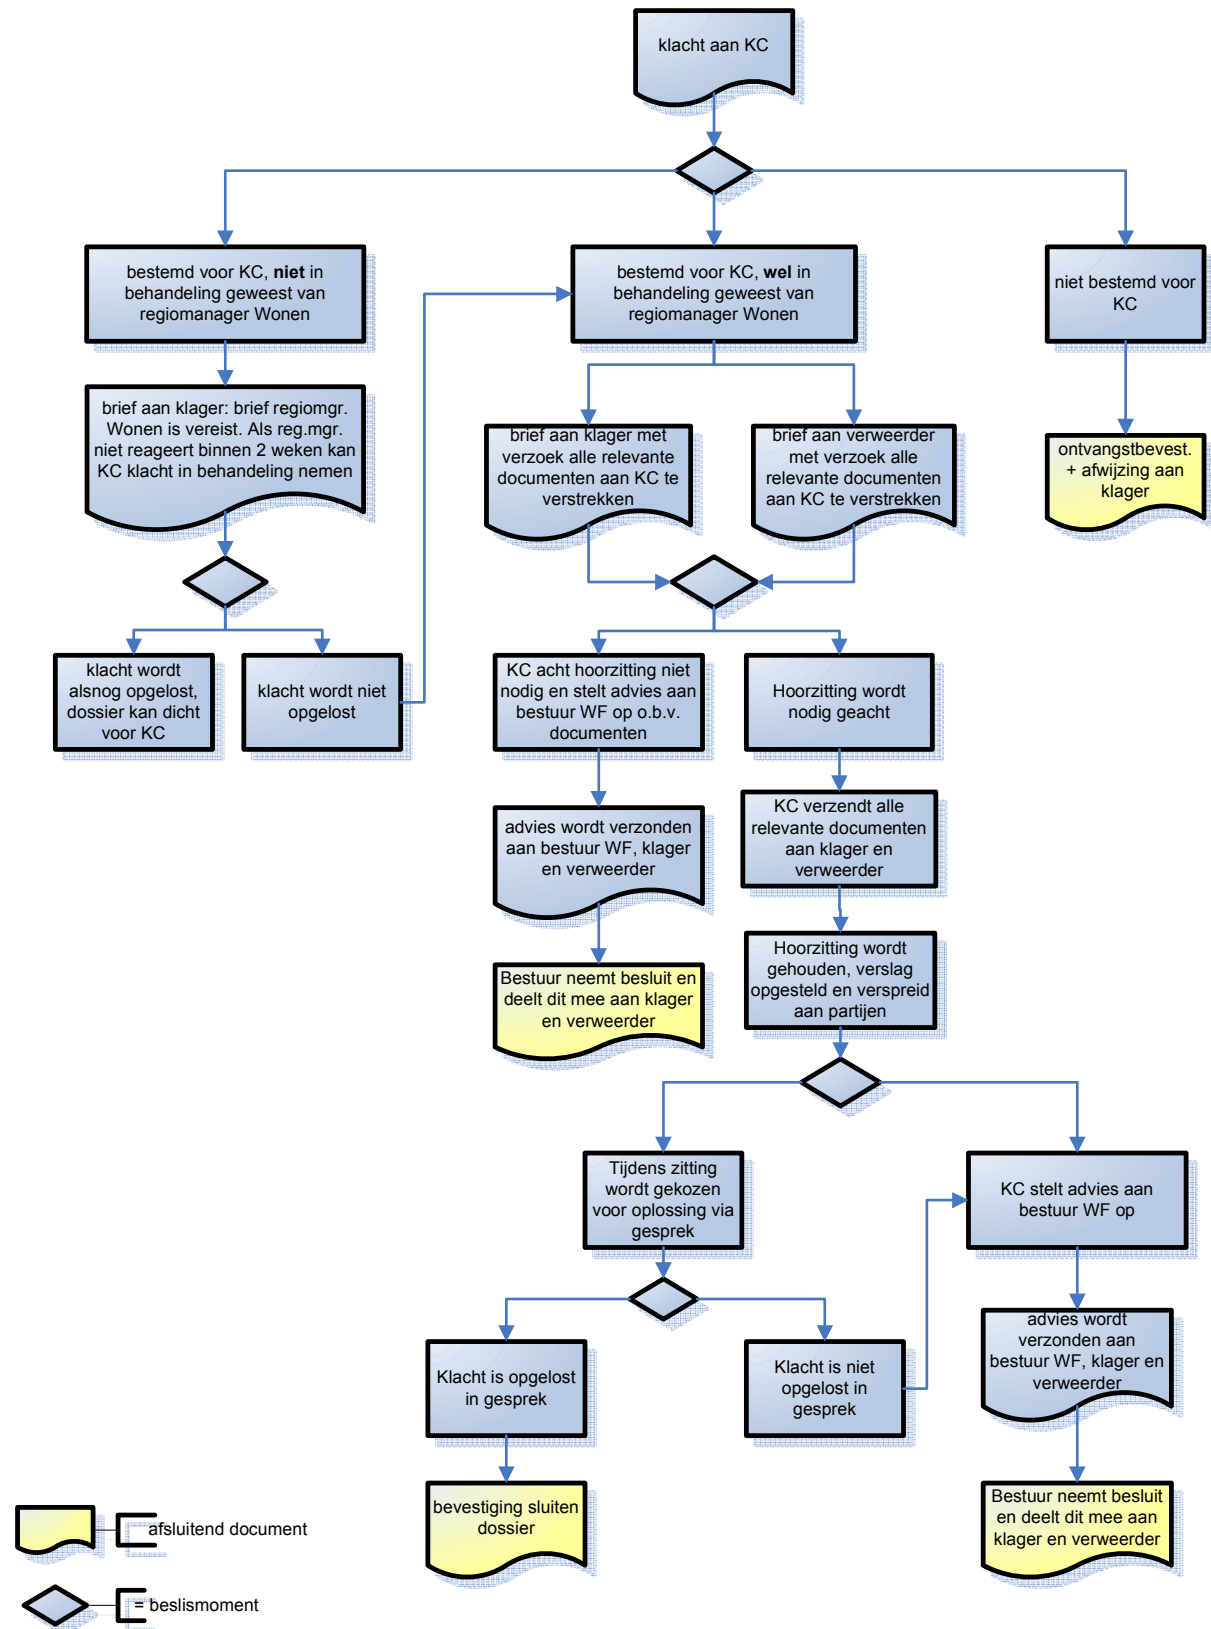 klacht aan KC
bestemd voor KC, niet in
behandeling geweest van
regiomanager Wonen
bestemd voor KC, wel in
behandeling geweest van
regiomanager Wonen
niet bestemd voor
KC
brief aan klager: brief regiomgr.
Wonen is vereist. Als reg.mgr.
niet reageert binnen 2 weken kan
KC klacht in behandeling nemen
brief aan klager met
verzoek alle relevante
documenten aan KC te
verstrekken
brief aan verweerder
met verzoek alle
relevante documenten
aan KC te verstrekken
ontvangstbevest.
+ afwijzing aan
klager
klacht wordt
alsnog opgelost,
dossier kan dicht
voor KC
klacht wordt niet
opgelost
KC acht hoorzitting niet
nodig en stelt advies aan
bestuur WF op o.b.v.
documenten
Hoorzitting wordt
nodig geacht
advies wordt verzonden
aan bestuur WF, klager
en verweerder
KC verzendt alle
relevante documenten
aan klager en
verweerder
Bestuur neemt besluit en
deelt dit mee aan klager
en verweerder
Hoorzitting wordt
gehouden, verslag
opgesteld en verspreid
aan partijen
Tijdens zitting
wordt gekozen
voor oplossing via
gesprek
KC stelt advies aan
bestuur WF op
Klacht is opgelost
in gesprek
Klacht is niet
opgelost in
gesprek
advies wordt
verzonden aan
bestuur WF, klager en
verweerder
bevestiging sluiten
dossier
Bestuur neemt besluit
en deelt dit mee aan
klager en verweerder
afsluitend document
= beslismoment